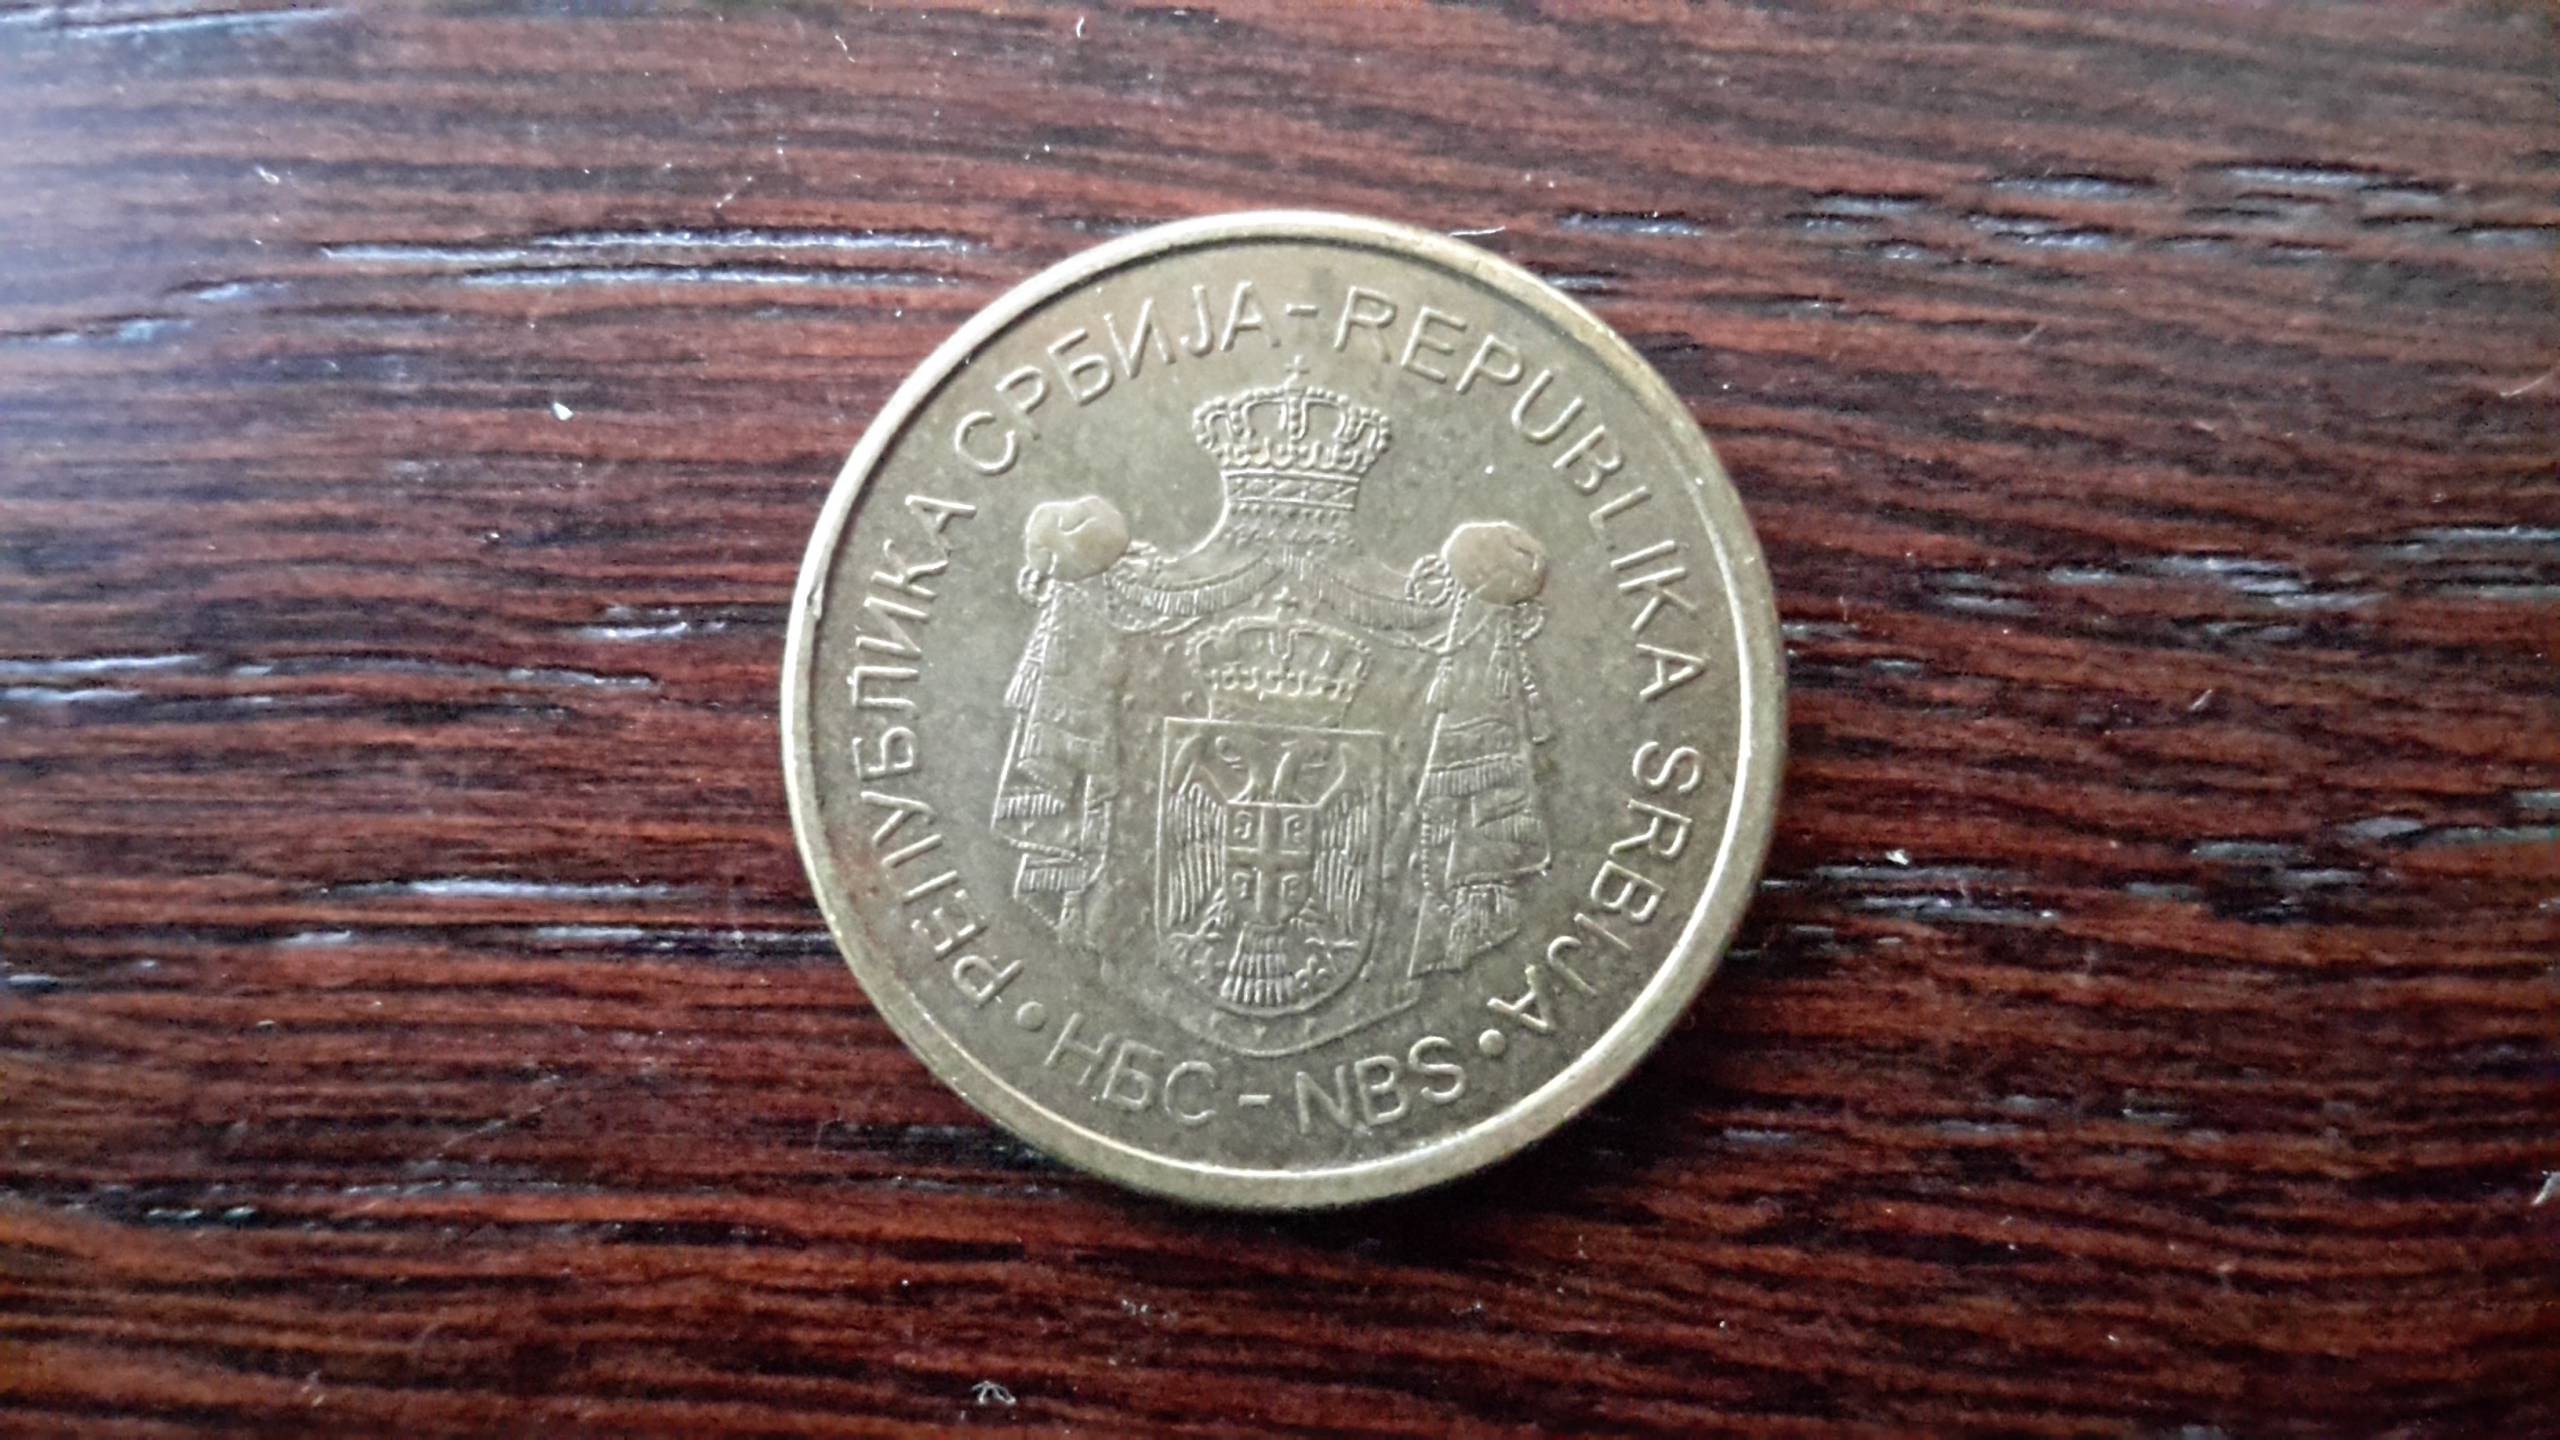 РЕПУБЛИКА СРБИЈА - REPUBLIKA SRBIJA
• НБС - NBS •